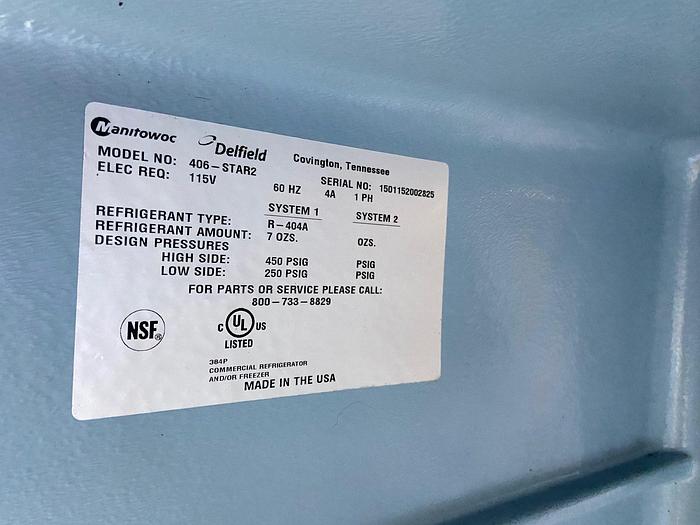 Manitowoc Delfield Covington, Tennessee
MODEL NO: 406-STAR2 SERIAL NO: 1501152002825
ELEC REQ: 115V 60 HZ 4A 1 PH
SYSTEM 1 SYSTEM 2
REFRIGERANT TYPE: R-404A
REFRIGERANT AMOUNT: 7 OZS. OZS.
DESIGN PRESSURES
HIGH SIDE: 450 PSIG PSIG
LOW SIDE: 250 PSIG PSIG
FOR PARTS OR SERVICE PLEASE CALL:
800-733-8829
NSF®
C UL US
LISTED
384P
COMMERCIAL REFRIGERATOR
AND/OR FREEZER
MADE IN THE USA